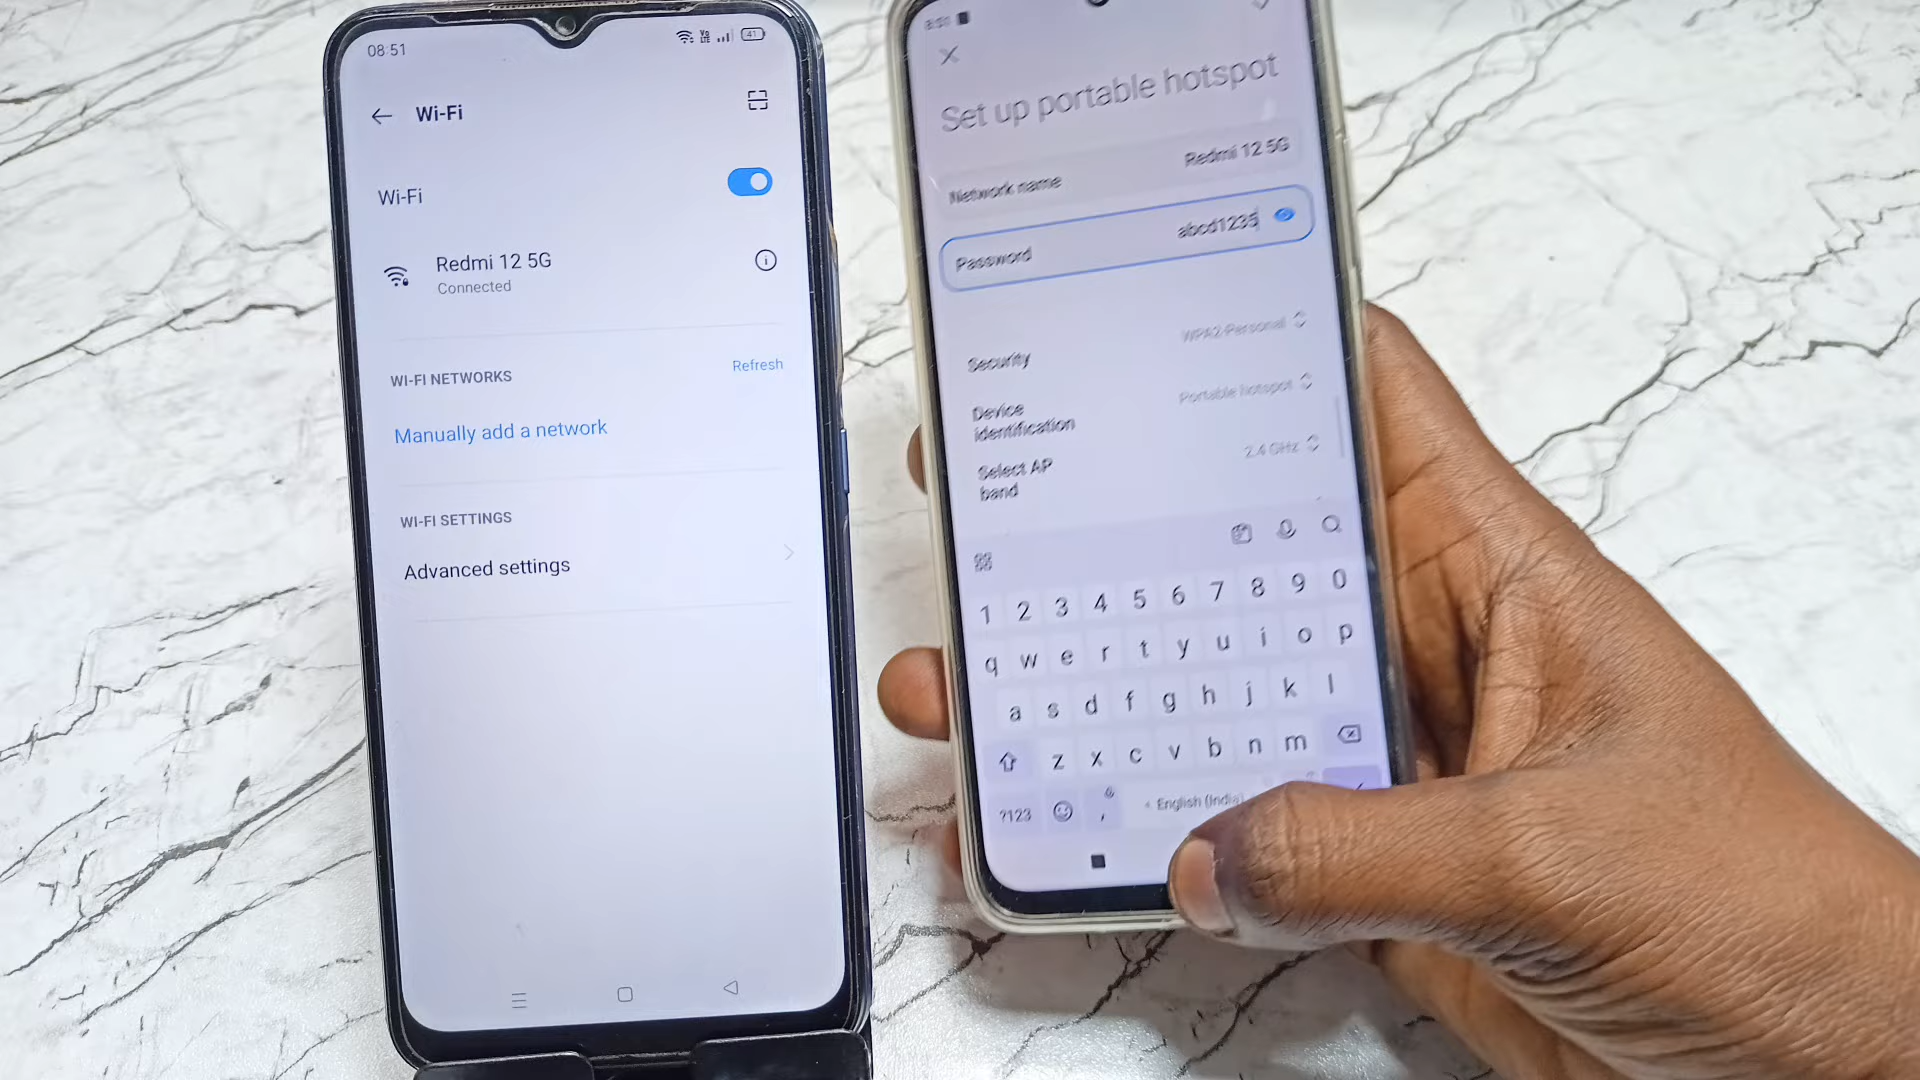 08:51
Vo
LTE
41
Wi-Fi
Wi-Fi
Redmi 12 5G
Connected
WI-FI NETWORKS
Refresh
Manually add a network
WI-FI SETTINGS
Advanced settings
Set up portable hotspot
Network name
Redmi 12 5G
Password
abcd1235
Security
WPA2-Personal
Device
identification
Portable hotspot
Select AP
band
2.4 GHz
1 2 3 4 5 6 7 8 9 0
q w e r t y u i o p
a s d f g h j k l
z x c v b n m
?123 , English (India)